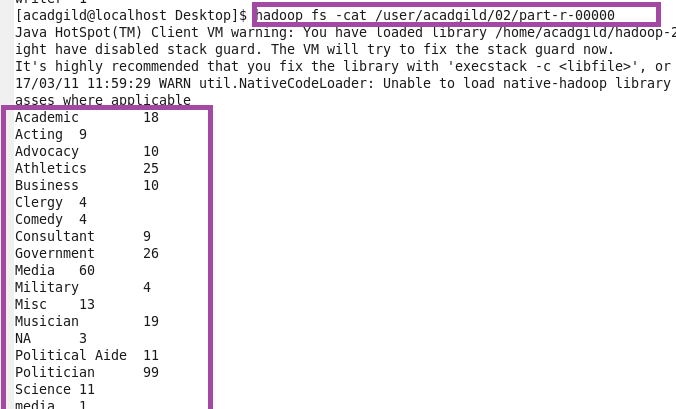 writer 1
[acadgild@localhost Desktop]$ hadoop fs -cat /user/acadgild/02/part-r-00000
Java HotSpot(TM) Client VM warning: You have loaded library /home/acadgild/hadoop-2
ight have disabled stack guard. The VM will try to fix the stack guard now.
It's highly recommended that you fix the library with 'execstack -c <libfile>', or
17/03/11 11:59:29 WARN util.NativeCodeLoader: Unable to load native-hadoop library
asses where applicable
Academic 18
Acting 9
Advocacy 10
Athletics 25
Business 10
Clergy 4
Comedy 4
Consultant 9
Government 26
Media 60
Military 4
Misc 13
Musician 19
NA 3
Political Aide 11
Politician 99
Science 11
media 1